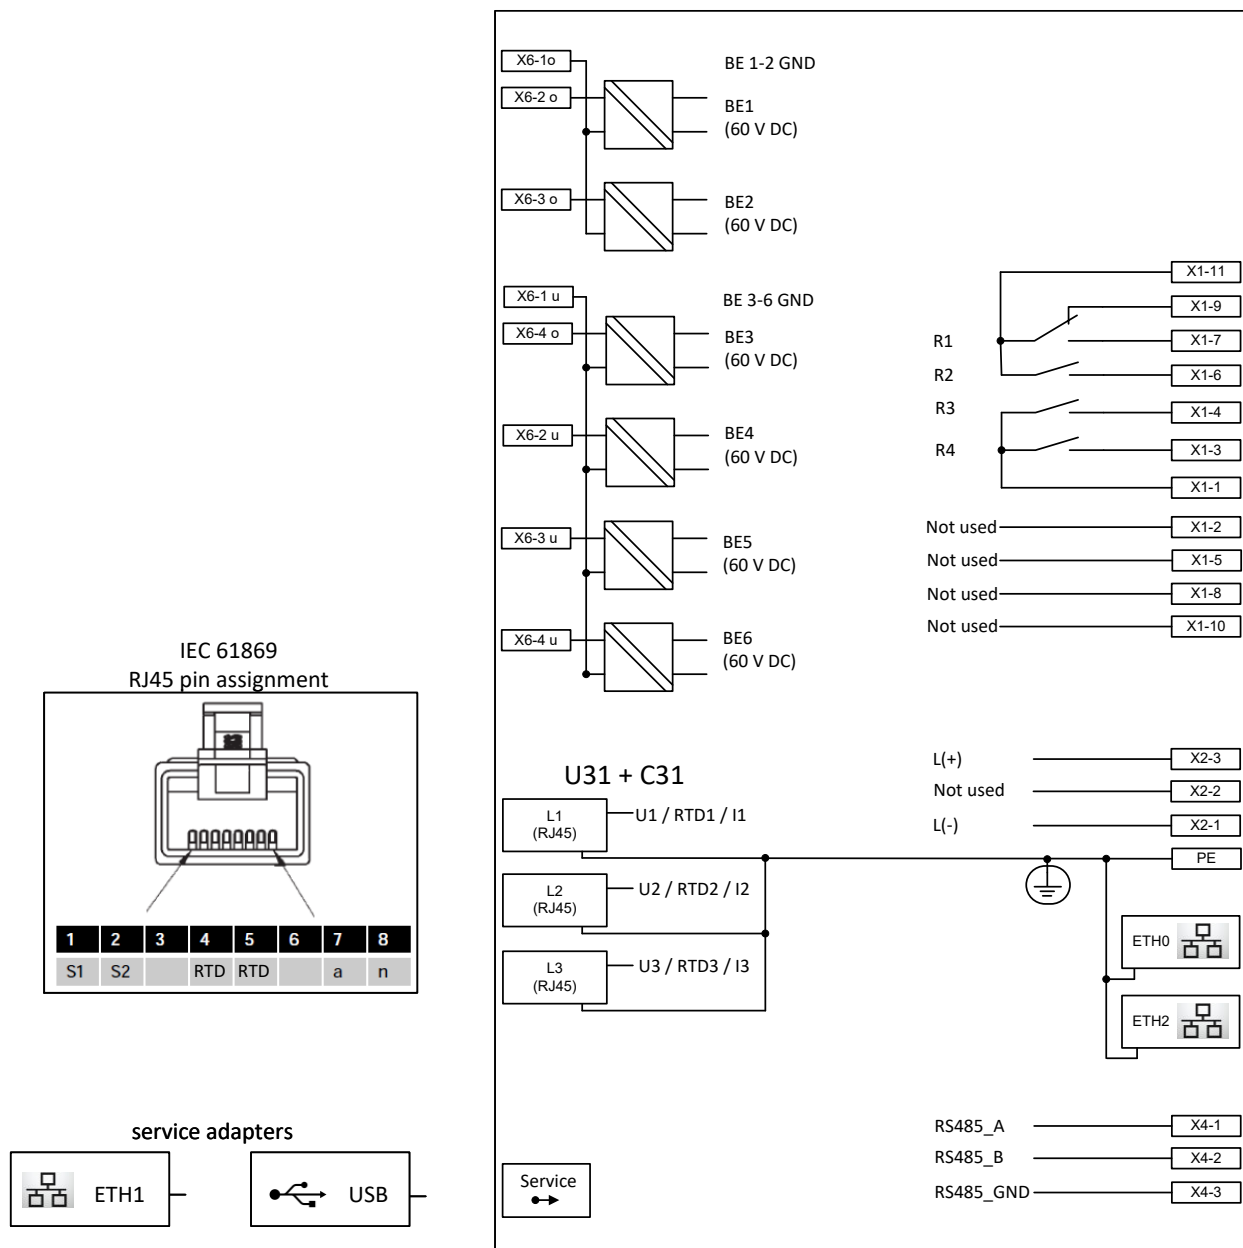 X6-1o
BE 1-2 GND
X6-2 o
BE1
(60 V DC)
X6-3 o
BE2
(60 V DC)
X6-1 u
BE 3-6 GND
X6-4 o
BE3
(60 V DC)
X6-2 u
BE4
(60 V DC)
X6-3 u
BE5
(60 V DC)
X6-4 u
BE6
(60 V DC)
X1-11
X1-9
R1
X1-7
R2
X1-6
R3
X1-4
R4
X1-3
X1-1
Not used
X1-2
Not used
X1-5
Not used
X1-8
Not used
X1-10
IEC 61869
RJ45 pin assignment
1 2 3 4 5 6 7 8
S1 S2 RTD RTD a n
U31 + C31
L1
(RJ45)
U1 / RTD1 / I1
L2
(RJ45)
U2 / RTD2 / I2
L3
(RJ45)
U3 / RTD3 / I3
L(+)
X2-3
Not used
X2-2
L(-)
X2-1
PE
ETH0
ETH2
service adapters
ETH1
USB
Service
RS485_A
X4-1
RS485_B
X4-2
RS485_GND
X4-3